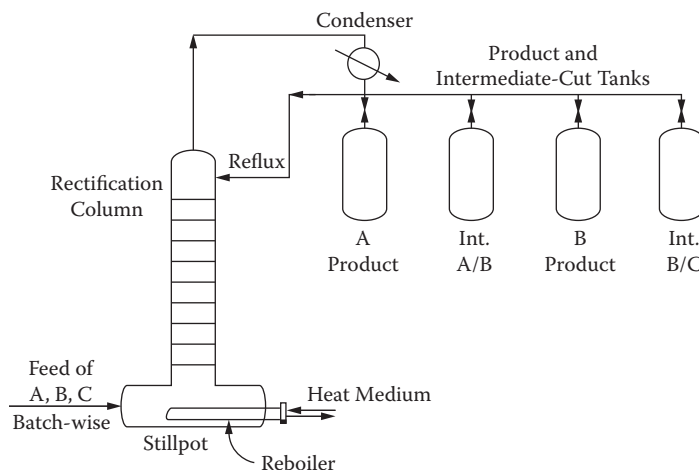 Condenser
Product and
Intermediate-Cut Tanks
Reflux
Rectification
Column
A
Product
Int.
A/B
B
Product
Int.
B/C
Feed of
A, B, C
Batch-wise
Heat Medium
Stillpot
Reboiler